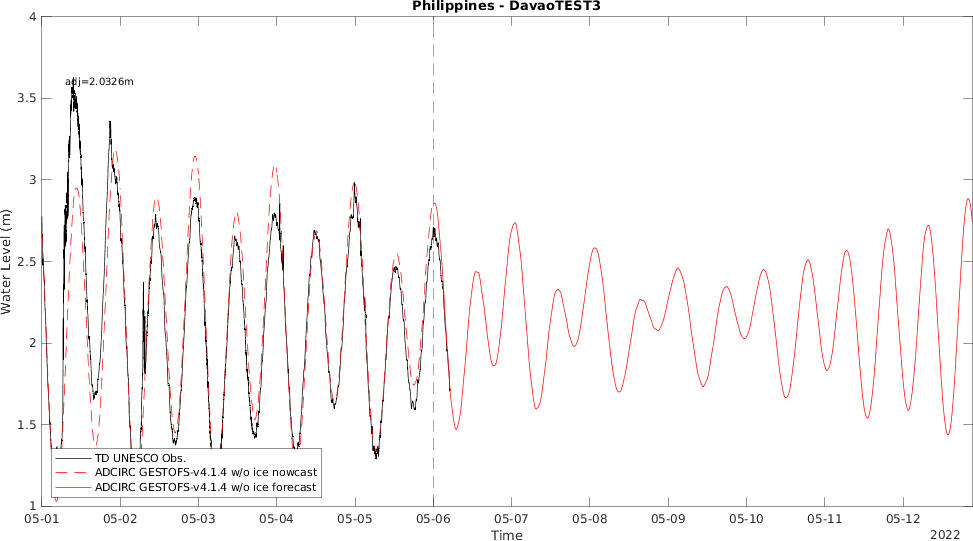 Philippines - DavaoTEST3
4
3.5
3
2.5
2
1.5
1
Water Level (m)
adj=2.0326m
TD UNESCO Obs.
ADCIRC GESTOFS-v4.1.4 w/o ice nowcast
ADCIRC GESTOFS-v4.1.4 w/o ice forecast
05-01 05-02 05-03 05-04 05-05 05-06 05-07 05-08 05-09 05-10 05-11 05-12
Time
2022